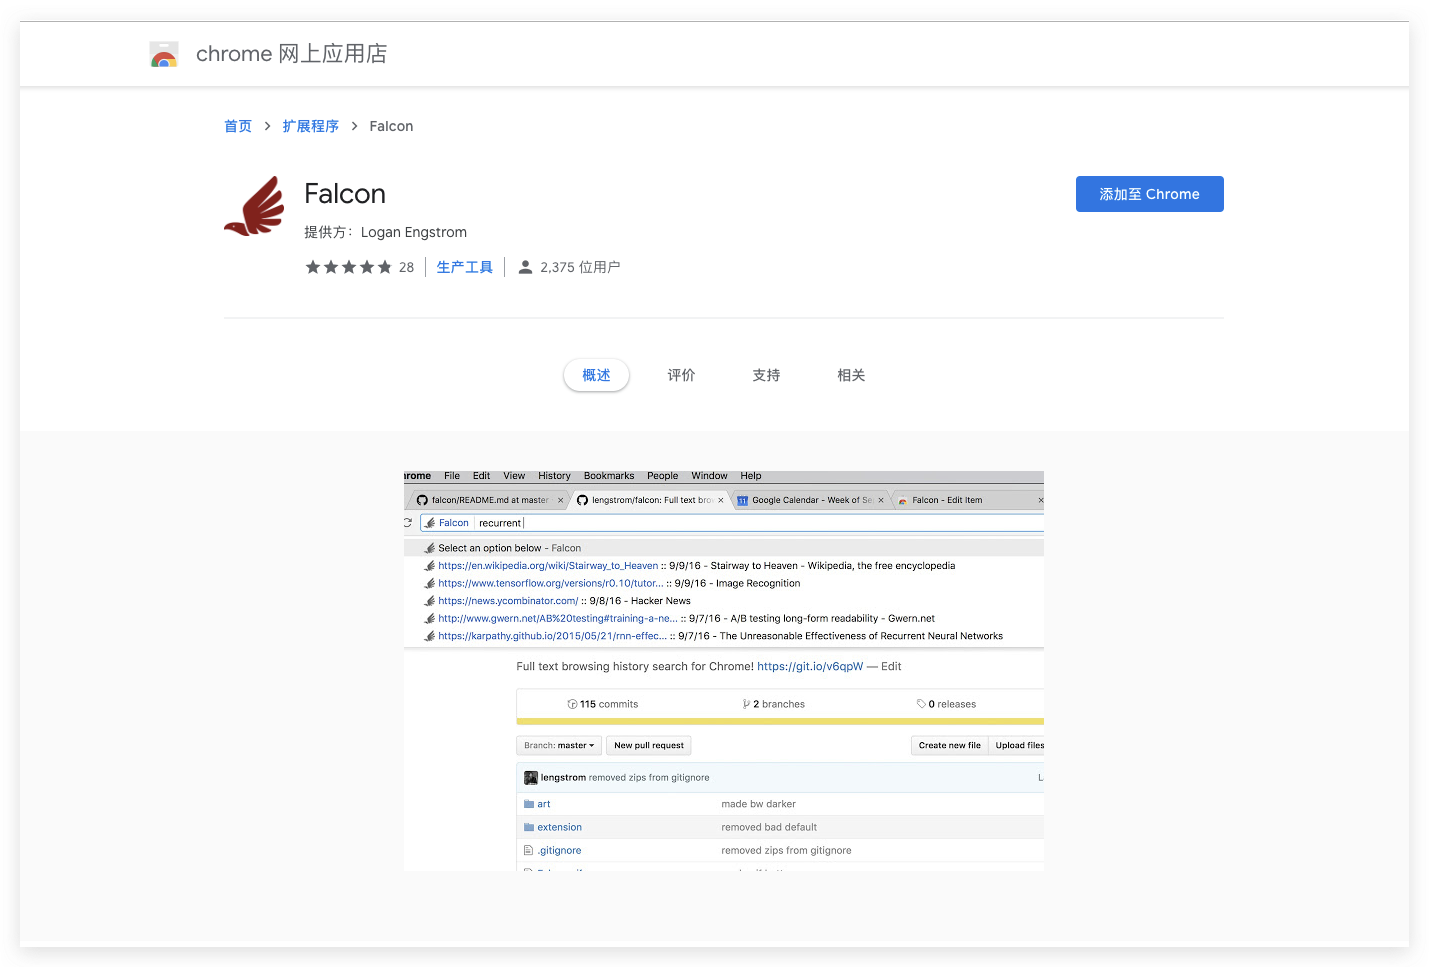 chrome 网上应用店
首页 > 扩展程序 > Falcon
Falcon
添加至 Chrome
提供方： Logan Engstrom
28 生产工具 2,375 位用户
概述 评价 支持 相关
hrome File Edit View History Bookmarks People Window Help
falcon/README.md at master × lengstrom/falcon: Full text bro × Google Calendar - Week of Se × Falcon - Edit Item ×
Falcon recurrent
Select an option below - Falcon
https://en.wikipedia.org/wiki/Stairway_to_Heaven :: 9/9/16 - Stairway to Heaven - Wikipedia, the free encyclopedia
https://www.tensorflow.org/versions/r0.10/tutor... :: 9/9/16 - Image Recognition
https://news.ycombinator.com/ :: 9/8/16 - Hacker News
http://www.gwern.net/AB%20testing#training-a-ne... :: 9/7/16 - A/B testing long-form readability - Gwern.net
https://karpathy.github.io/2015/05/21/rnn-effec... :: 9/7/16 - The Unreasonable Effectiveness of Recurrent Neural Networks
Full text browsing history search for Chrome! https://git.io/v6qpW — Edit
115 commits 2 branches 0 releases
Branch: master New pull request Create new file Upload files
lengstrom removed zips from gitignore L
art made bw darker
extension removed bad default
.gitignore removed zips from gitignore